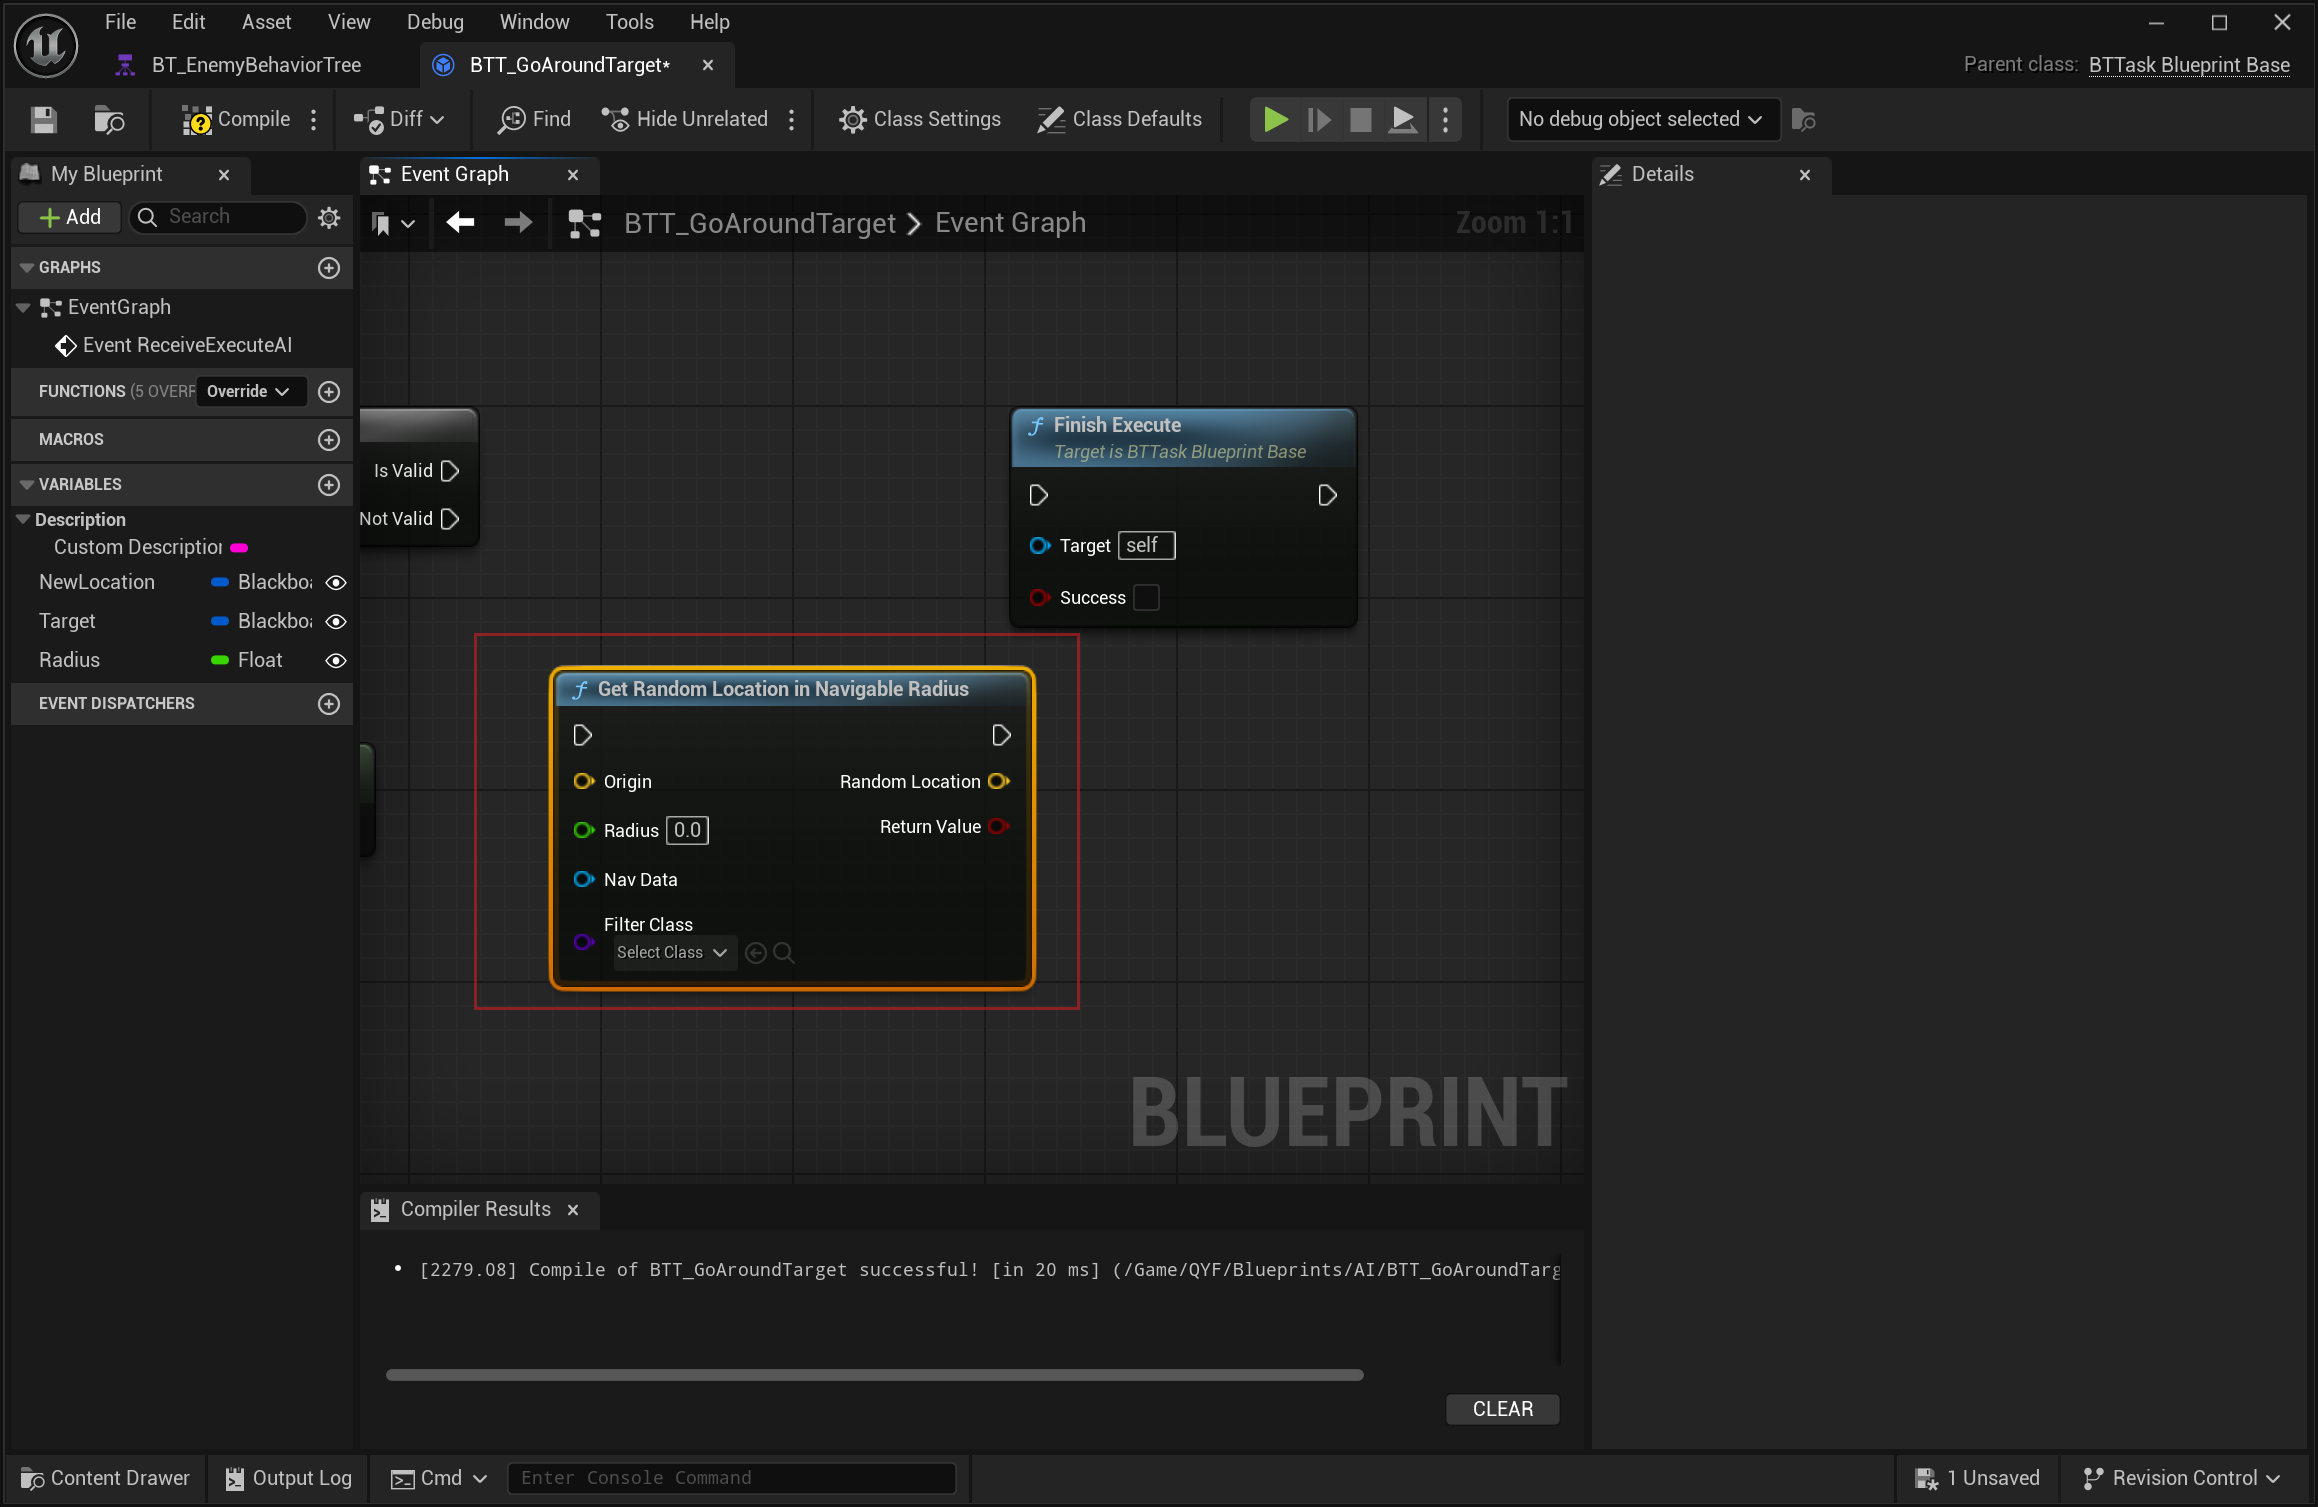 File Edit Asset View Debug Window Tools Help
BT_EnemyBehaviorTree
BTT_GoAroundTarget*
Parent class: BTTask Blueprint Base
Compile
Diff
Find
Hide Unrelated
Class Settings
Class Defaults
No debug object selected
My Blueprint
Add
Search
GRAPHS
EventGraph
Event ReceiveExecuteAI
FUNCTIONS (5 OVERR
Override
MACROS
VARIABLES
Description
Custom Description
NewLocation Blackboa
Target Blackboa
Radius Float
EVENT DISPATCHERS
Event Graph
BTT_GoAroundTarget > Event Graph
Zoom 1:1
Is Valid
Not Valid
Finish Execute
Target is BTTask Blueprint Base
Target self
Success
Get Random Location in Navigable Radius
Origin
Random Location
Radius 0.0
Return Value
Nav Data
Filter Class
Select Class
BLUEPRINT
Compiler Results
• [2279.08] Compile of BTT_GoAroundTarget successful! [in 20 ms] (/Game/QYF/Blueprints/AI/BTT_GoAroundTarg
CLEAR
Details
Content Drawer
Output Log
Cmd
Enter Console Command
1 Unsaved
Revision Control